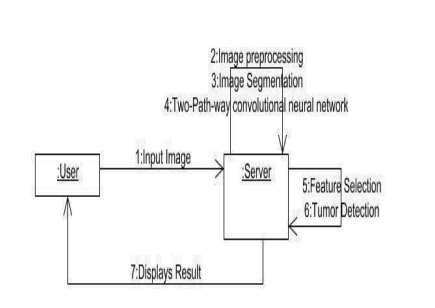 2:Image preprocessing
3:Image Segmentation
4:Two-Path-way convolutional neural network
1:Input Image
:User
:Server
5:Feature Selection
6:Tumor Detection
7:Displays Result